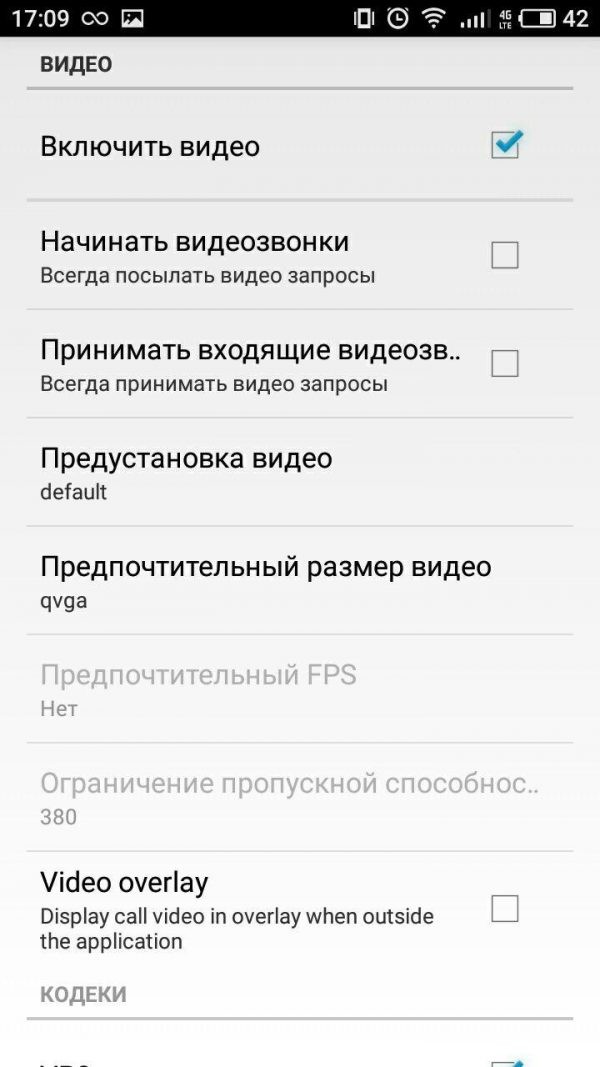 17:09 4G LTE 42
ВИДЕО
Включить видео
Начинать видеозвонки
Всегда посылать видео запросы
Принимать входящие видеозв..
Всегда принимать видео запросы
Предустановка видео
default
Предпочтительный размер видео
qvga
Предпочтительный FPS
Нет
Ограничение пропускной способнос..
380
Video overlay
Display call video in overlay when outside
the application
КОДЕКИ